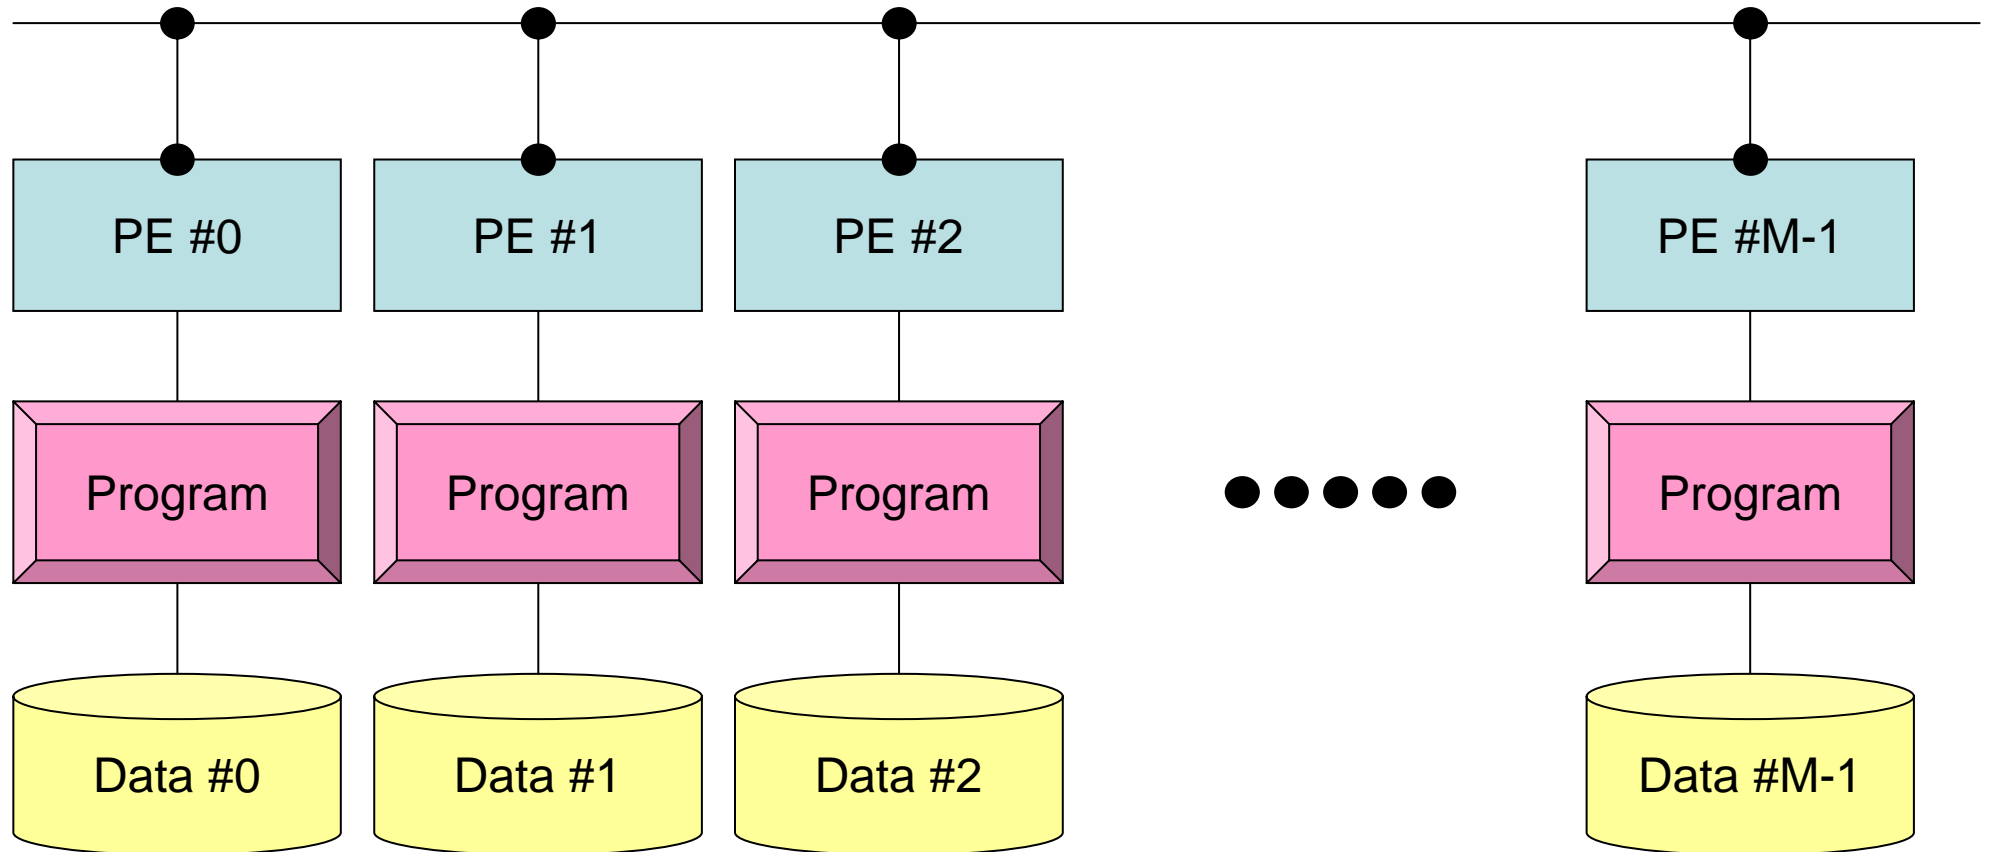 PE #0
PE #1
PE #2
PE #M-1
Program
Program
Program
Program
Data #0
Data #1
Data #2
Data #M-1